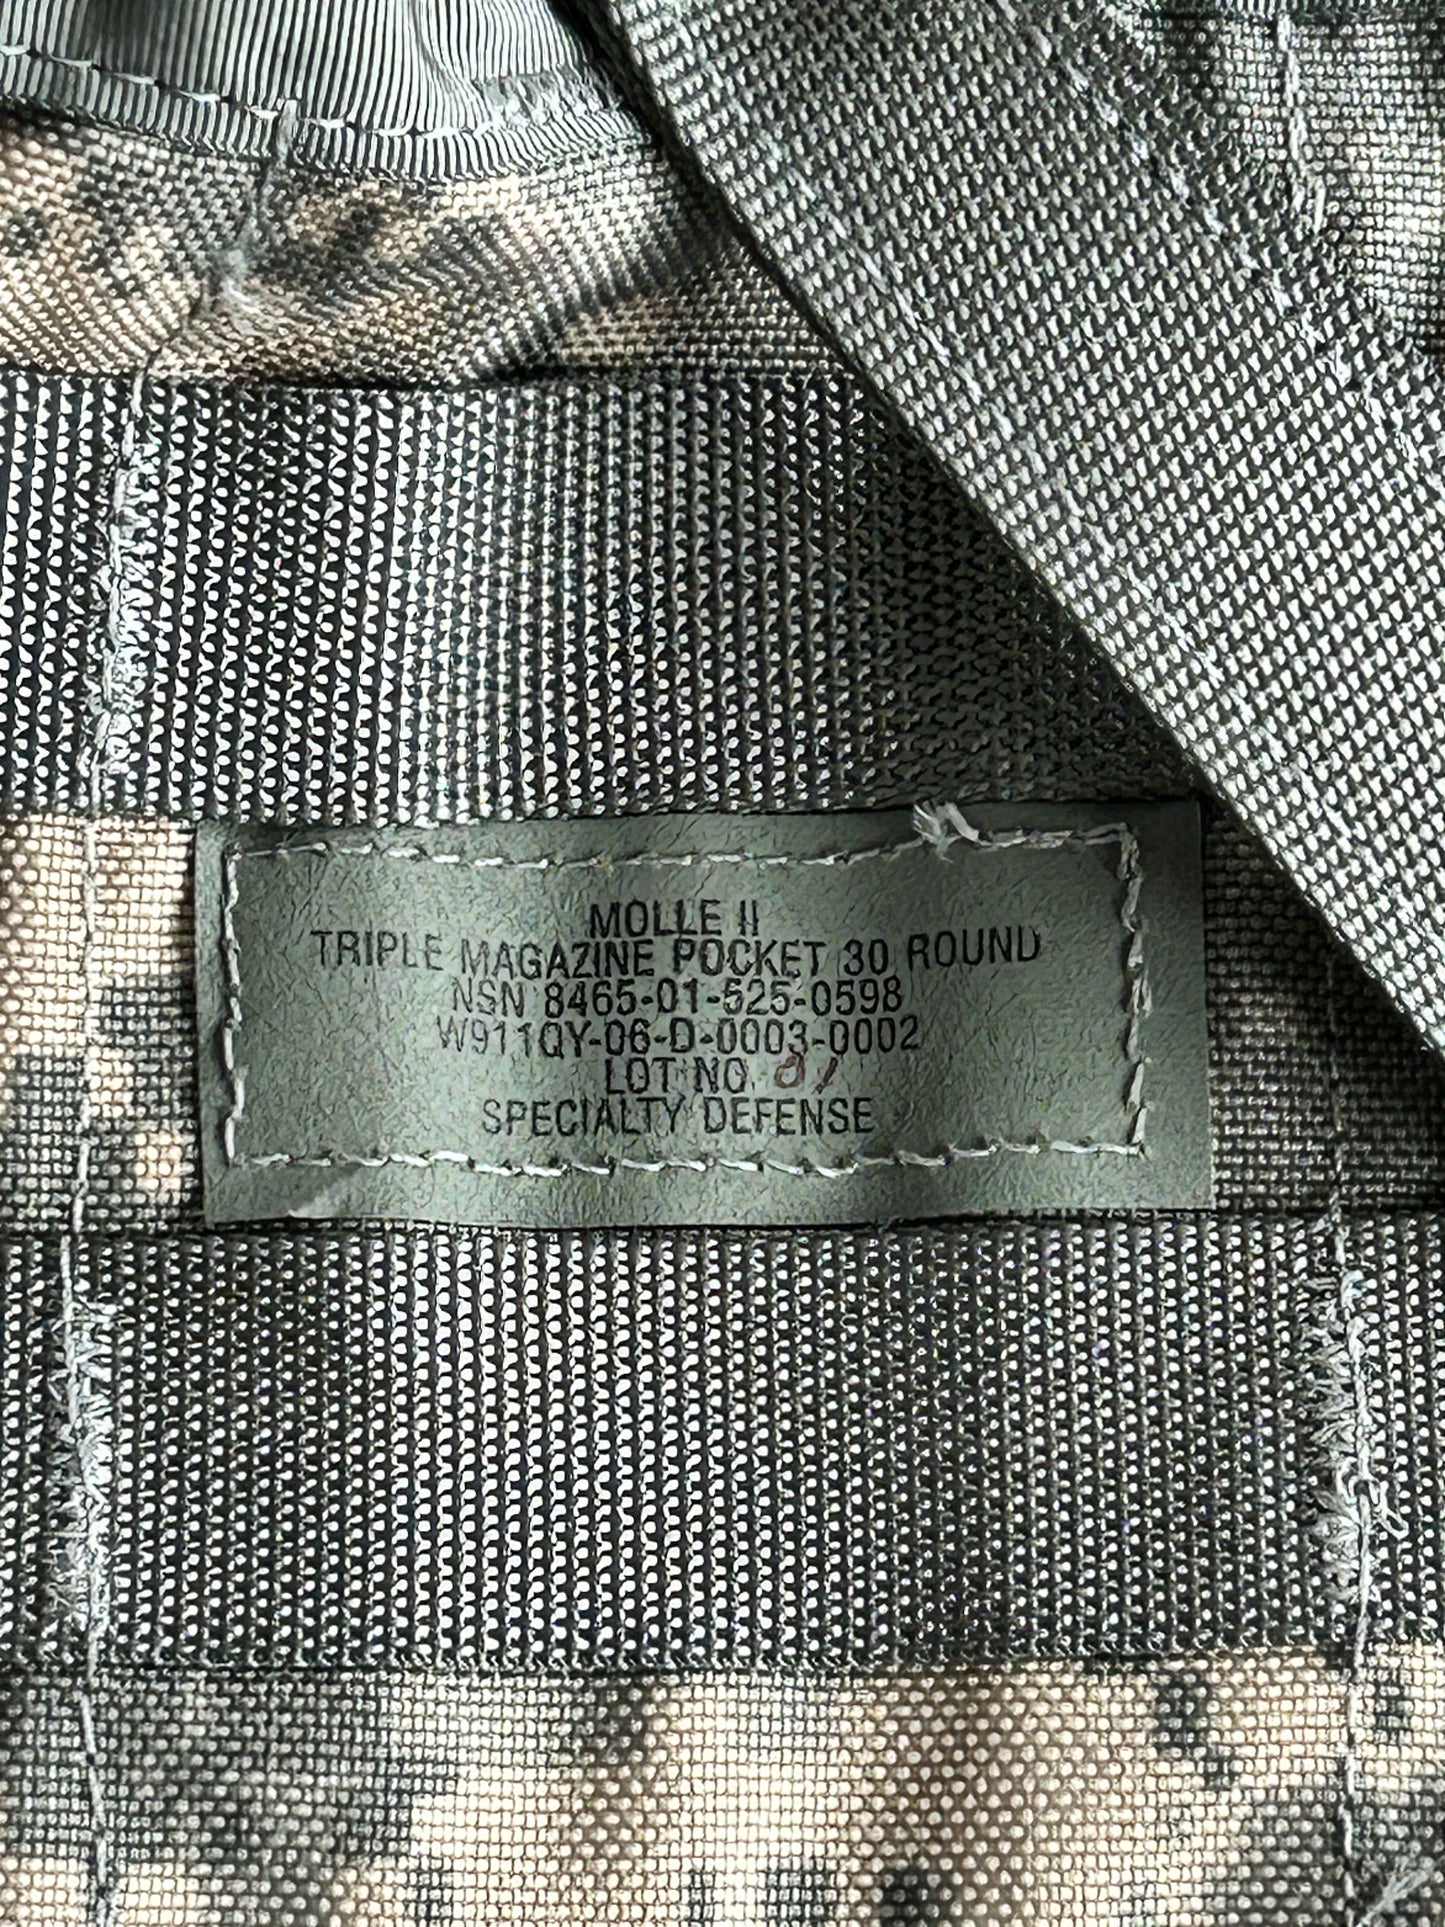 MOLLE II
TRIPLE MAGAZINE POCKET 30 ROUND
NSN 8465-01-525-0598
W911QY-06-D-0003-0002
LOT NO. 01
SPECIALTY DEFENSE